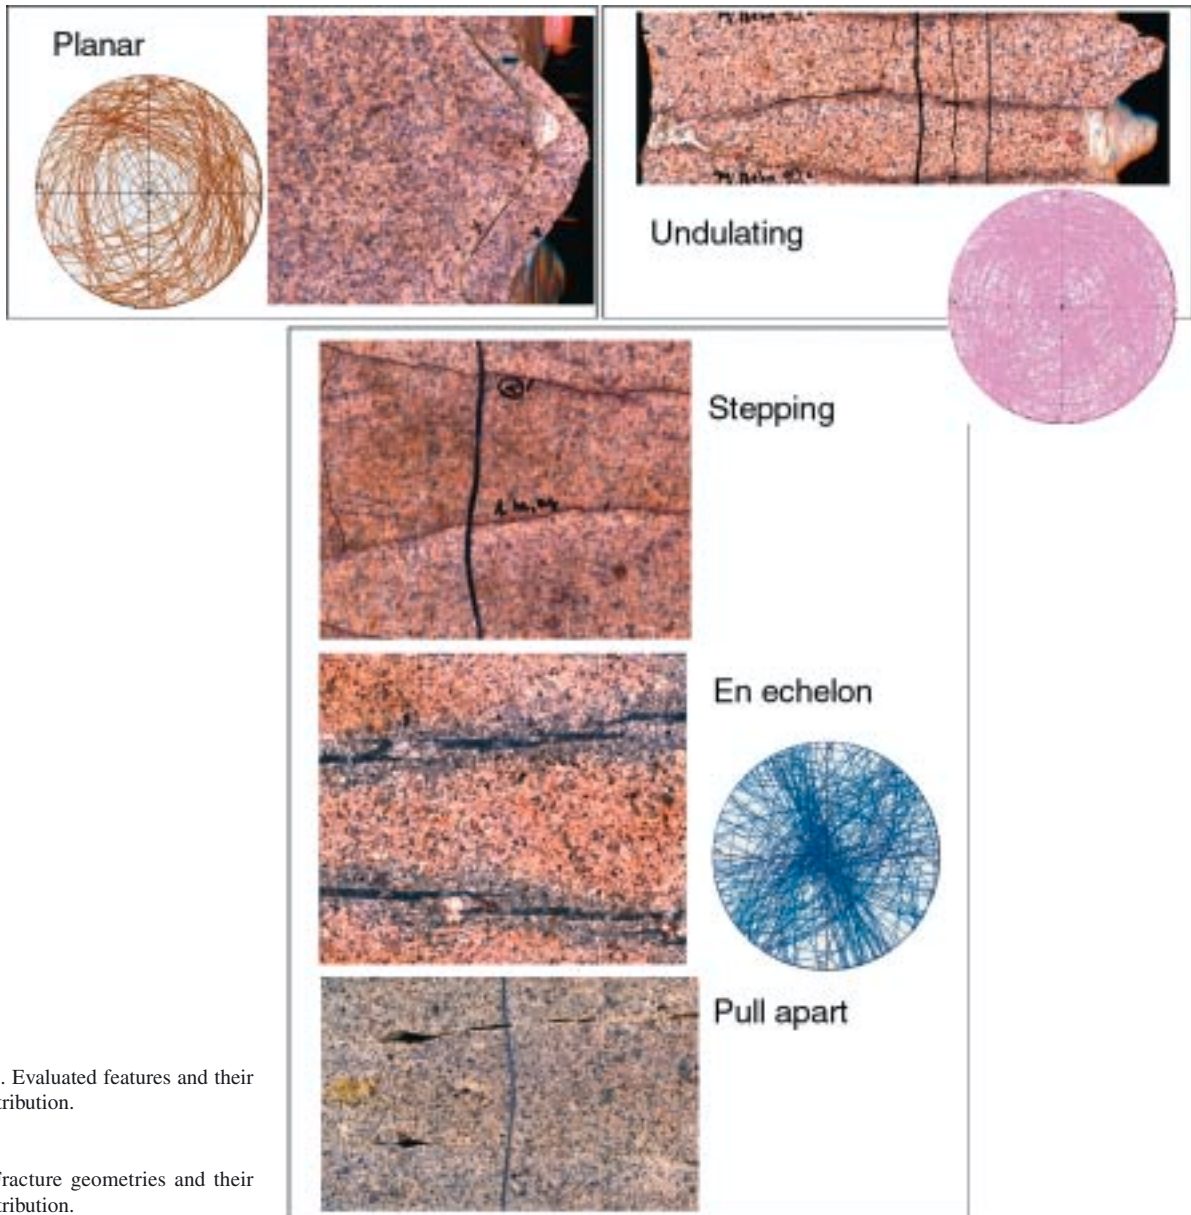 Planar
Undulating
Stepping
En echelon
Pull apart
. Evaluated features and their
tribution.
Fracture geometries and their
tribution.